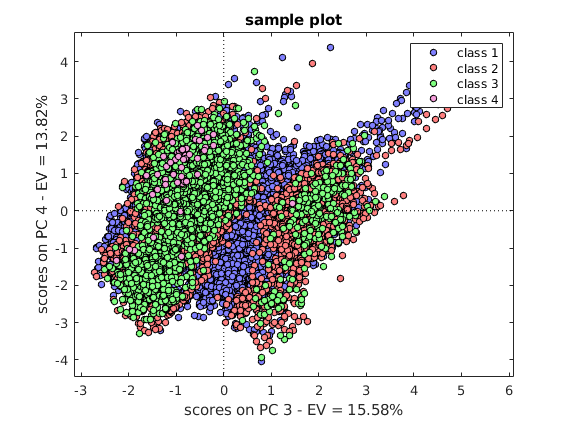 sample plot
class 1
class 2
class 3
class 4
scores on PC 4 - EV = 13.82%
4
3
2
1
0
-1
-2
-3
-4
-3
-2
-1
0
1
2
3
4
5
6
scores on PC 3 - EV = 15.58%